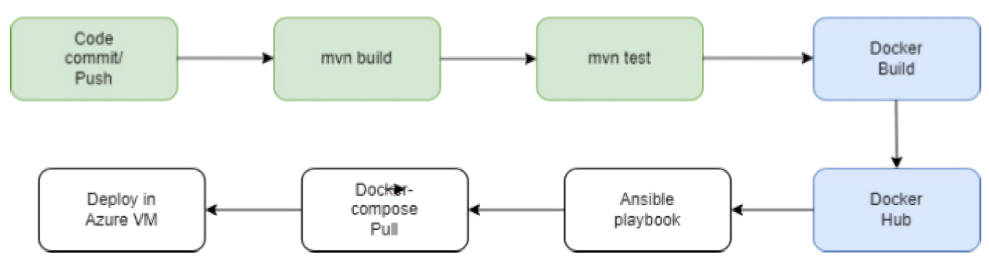 Code
commit/
Push
mvn build
mvn test
Docker
Build
Deploy in
Azure VM
Docker-
compose
Pull
Ansible
playbook
Docker
Hub